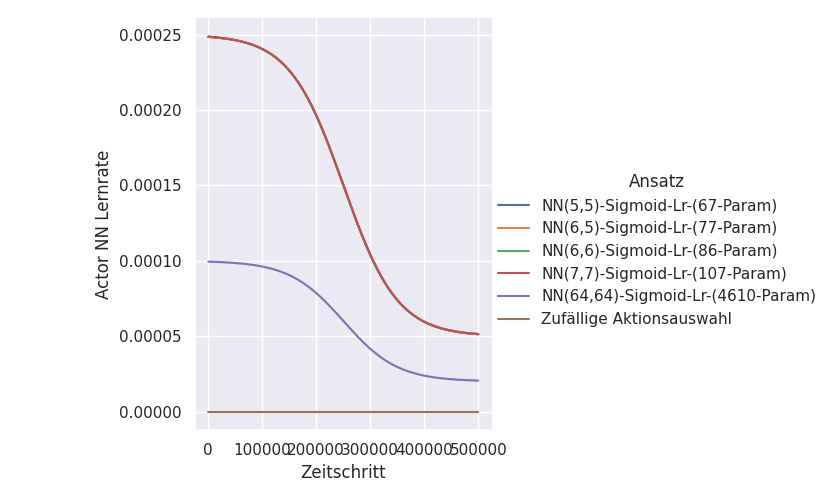 0.00025
0.00020
0.00015
0.00010
0.00005
0.00000
Actor NN Lernrate
0 100000 200000 300000 400000 500000
Zeitschritt
Ansatz
NN(5,5)-Sigmoid-Lr-(67-Param)
NN(6,5)-Sigmoid-Lr-(77-Param)
NN(6,6)-Sigmoid-Lr-(86-Param)
NN(7,7)-Sigmoid-Lr-(107-Param)
NN(64,64)-Sigmoid-Lr-(4610-Param)
Zufällige Aktionsauswahl